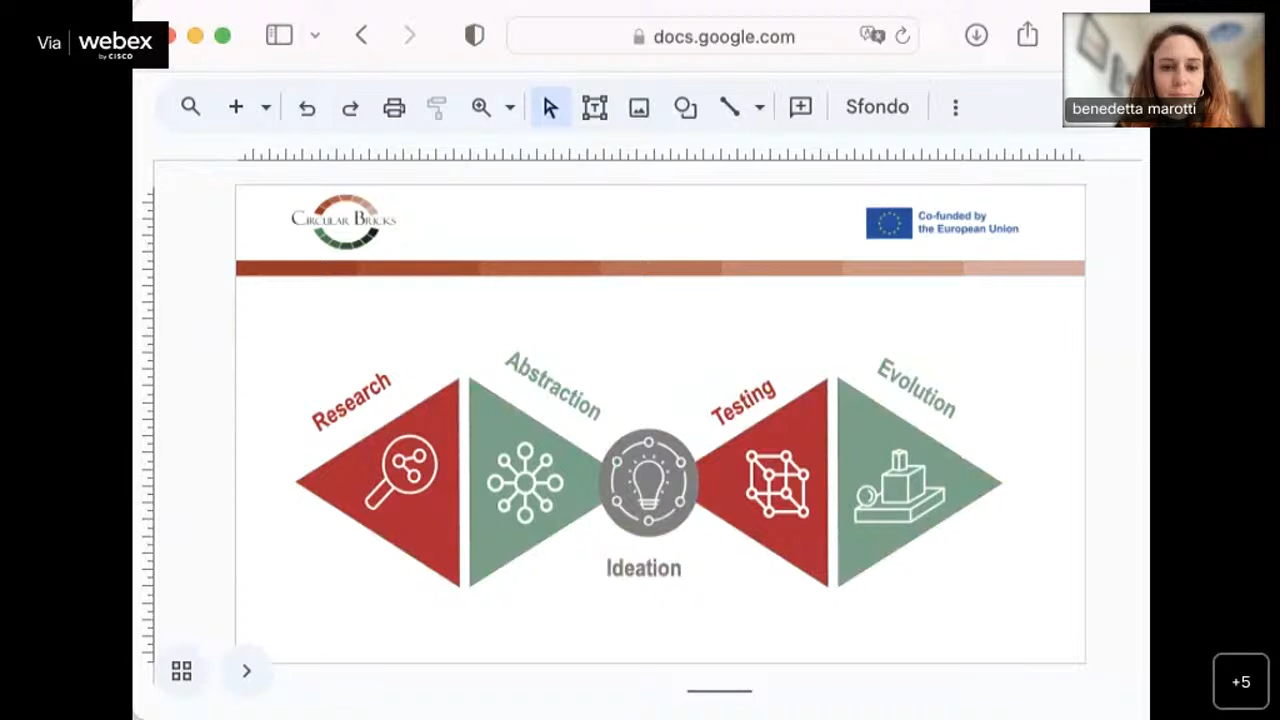 Via webex
by CISCO
docs.google.com
benedetta marotti
Sfondo
CIRCULAR BRICKS
Co-funded by
the European Union
Research
Abstraction
Testing
Evolution
Ideation
+5